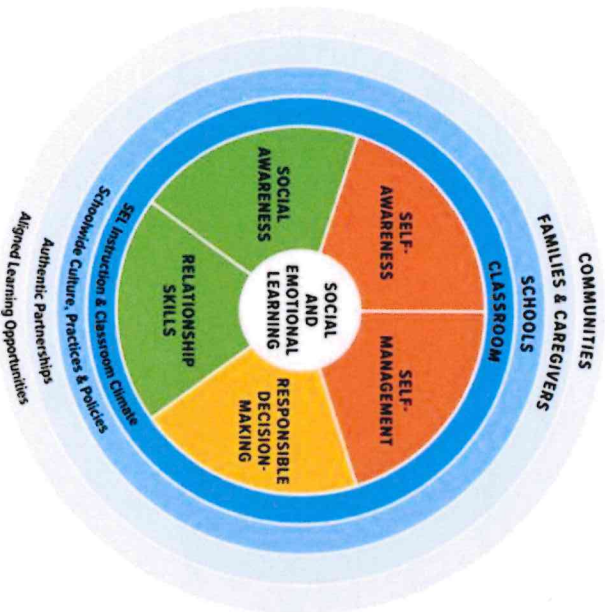 COMMUNITIES
FAMILIES & CAREGIVERS
SCHOOLS
CLASSROOM
SELF-
AWARENESS
SELF-
MANAGEMENT
SOCIAL
AWARENESS
SOCIAL
AND
EMOTIONAL
LEARNING
RESPONSIBLE
DECISION-
MAKING
RELATIONSHIP
SKILLS
SEL Instruction & Classroom Climate
Schoolwide Culture, Practices & Policies
Authentic Partnerships
Aligned Learning Opportunities